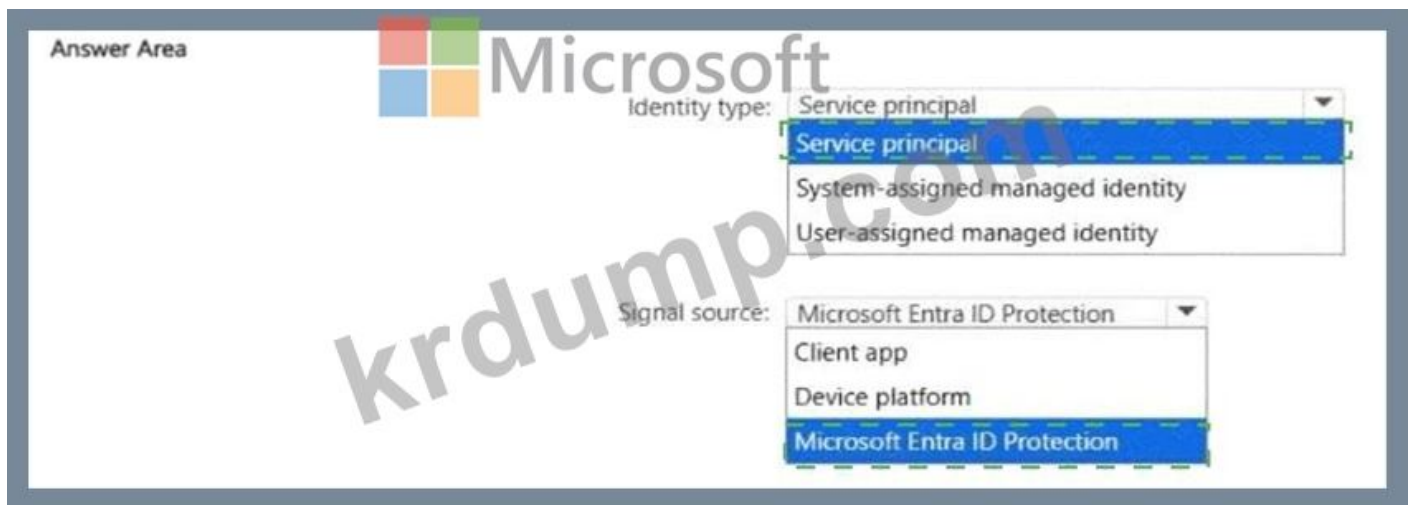 Answer Area
Microsoft
Identity type: Service principal
Service principal
System-assigned managed identity
User-assigned managed identity
krdump.com
Signal source: Microsoft Entra ID Protection
Client app
Device platform
Microsoft Entra ID Protection